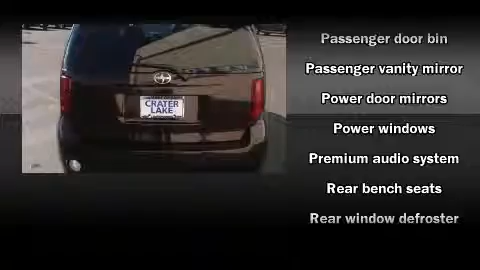 CRATER
LAKE
Passenger door bin
Passenger vanity mirror
Power door mirrors
Power windows
Premium audio system
Rear bench seats
Rear window defroster